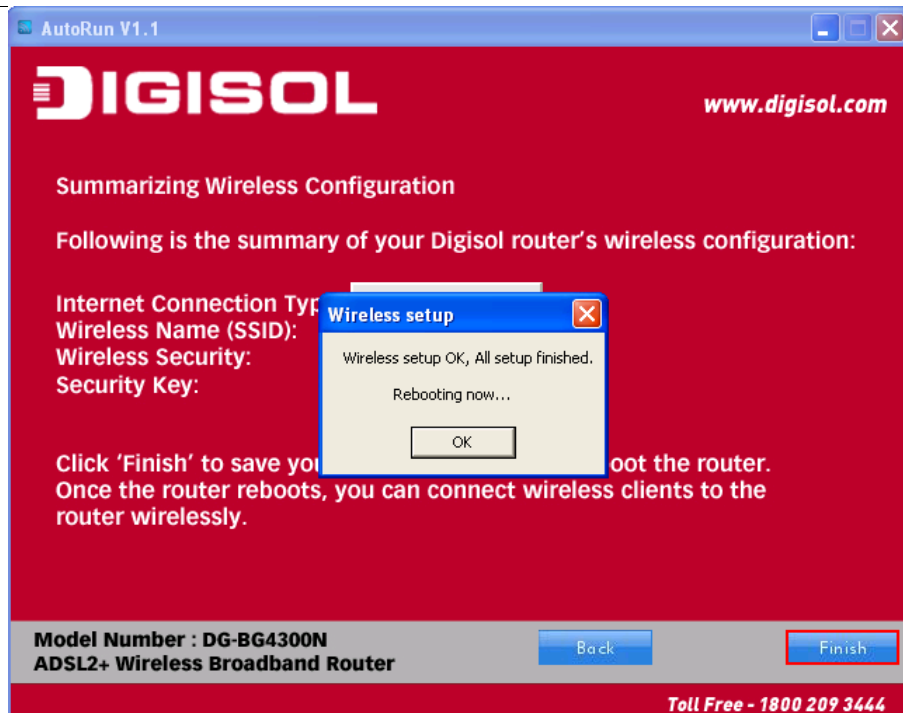 AutoRun V1.1
DIGISOL
www.digisol.com
Summarizing Wireless Configuration
Following is the summary of your Digisol router’s wireless configuration:
Internet Connection Typ
Wireless Name (SSID):
Wireless Security:
Security Key:
Wireless setup
Wireless setup OK, All setup finished.
Rebooting now...
OK
Click ‘Finish’ to save you oot the router.
Once the router reboots, you can connect wireless clients to the
router wirelessly.
Model Number : DG-BG4300N
ADSL2+ Wireless Broadband Router
Back
Finish
Toll Free - 1800 209 3444